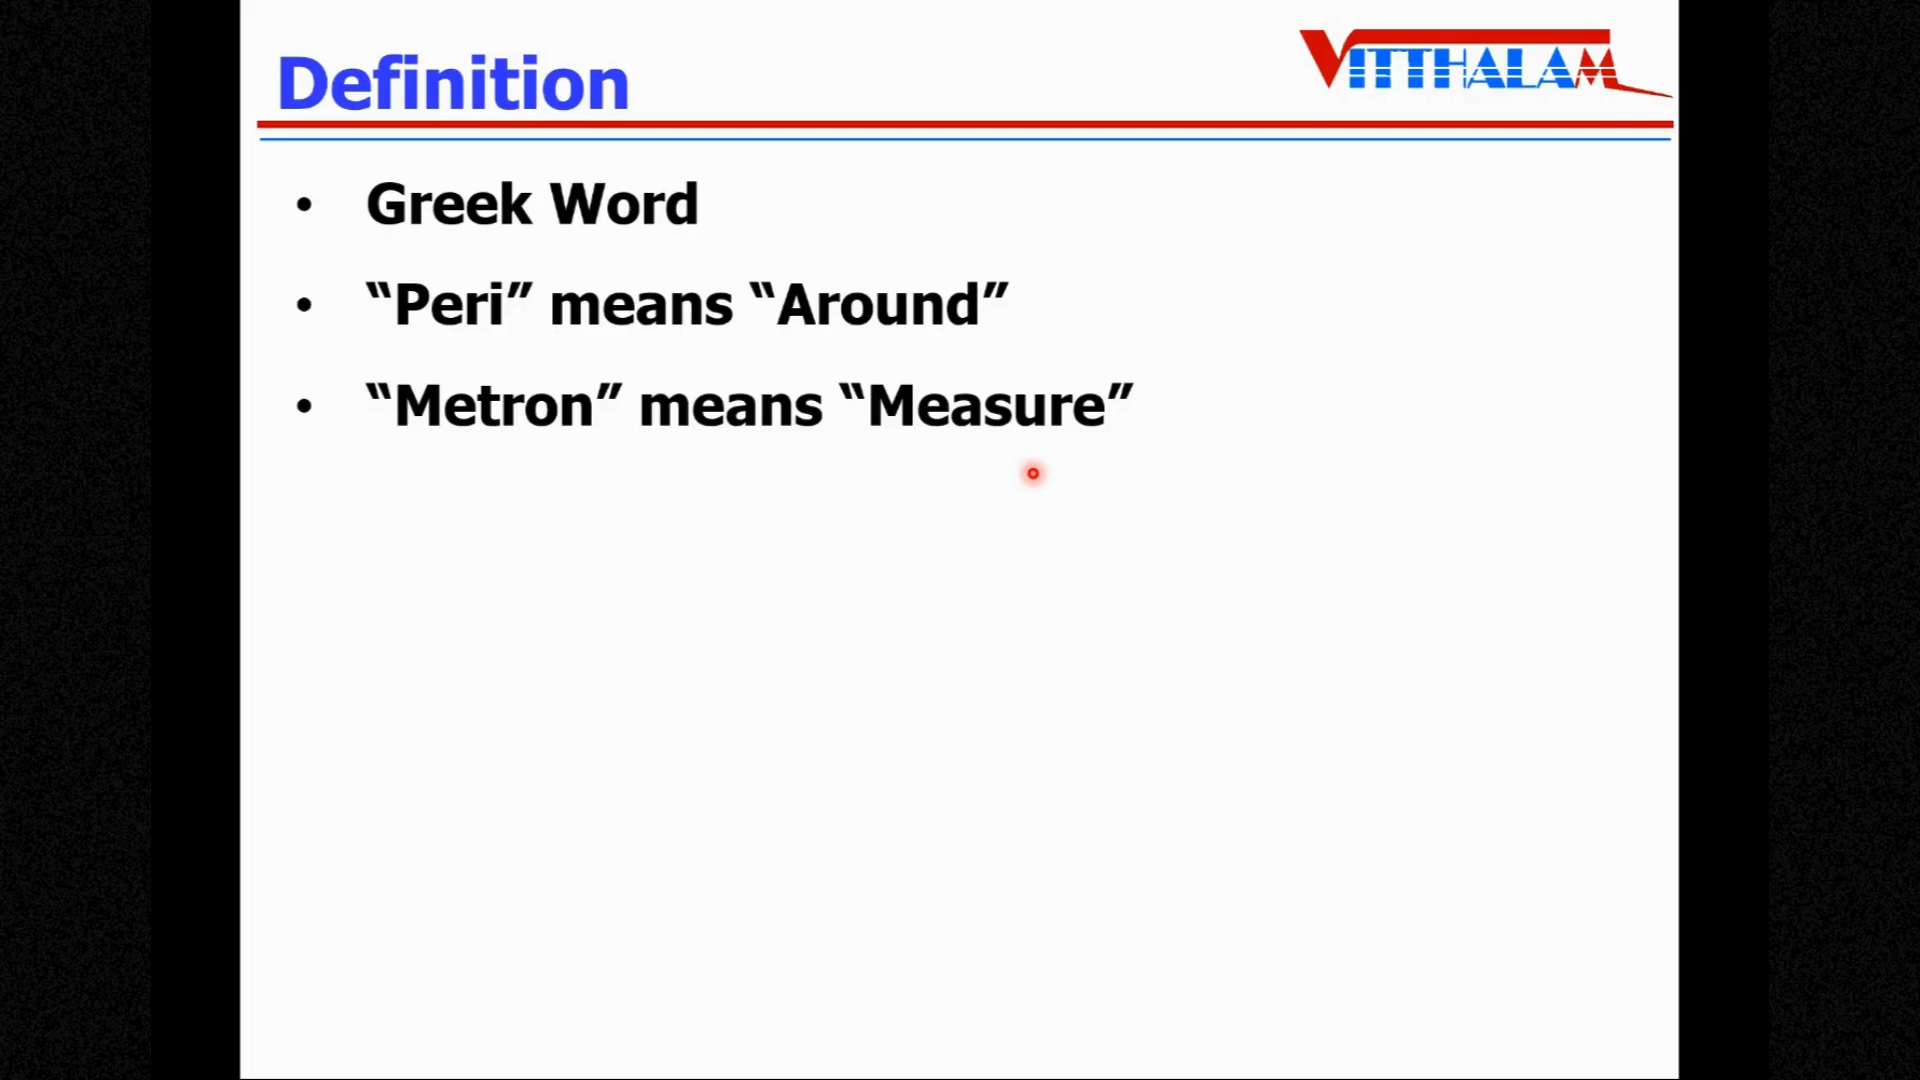 Definition
VITTHALAM
• Greek Word
• “Peri” means “Around”
• “Metron” means “Measure”